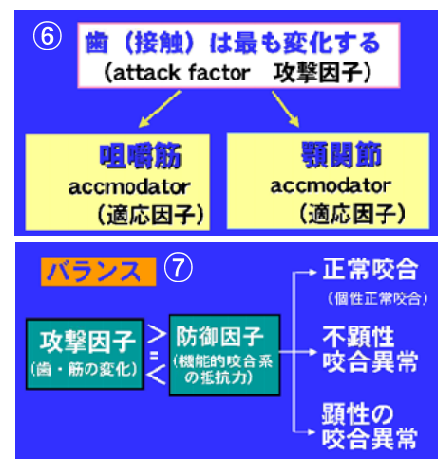 ⑥
歯（接触）は最も変化する
（attack factor　攻撃因子）
咀嚼筋
accmodator
（適応因子）
顎関節
accmodator
（適応因子）
バランス
⑦
攻撃因子
（歯・筋の変化）
＞
＝
＜
防御因子
（機能的咬合系
の抵抗力）
正常咬合
（個性正常咬合）
不顕性
咬合異常
顕性の
咬合異常